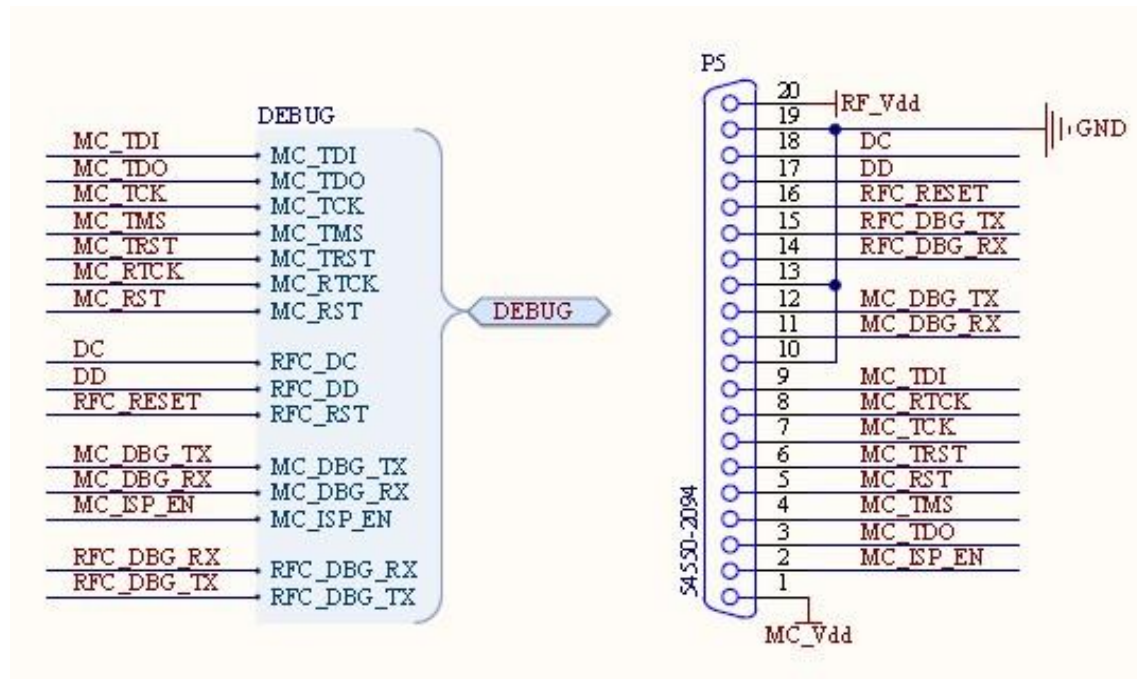 DEBUG
MC_TDI
MC_TDO
MC_TCK
MC_TMS
MC_TRST
MC_RTCK
MC_RST
DC
DD
RFC_RESET
MC_DBG_TX
MC_DBG_RX
MC_ISP_EN
RFC_DBG_RX
RFC_DBG_TX
MC_TDI
MC_TDO
MC_TCK
MC_TMS
MC_TRST
MC_RTCK
MC_RST
RFC_DC
RFC_DD
RFC_RST
MC_DBG_TX
MC_DBG_RX
MC_ISP_EN
RFC_DBG_RX
RFC_DBG_TX
DEBUG
P5
54550-2094
20 RF_Vdd
19 GND
18 DC
17 DD
16 RFC_RESET
15 RFC_DBG_TX
14 RFC_DBG_RX
13
12 MC_DBG_TX
11 MC_DBG_RX
10
9 MC_TDI
8 MC_RTCK
7 MC_TCK
6 MC_TRST
5 MC_RST
4 MC_TMS
3 MC_TDO
2 MC_ISP_EN
1
MC_Vdd